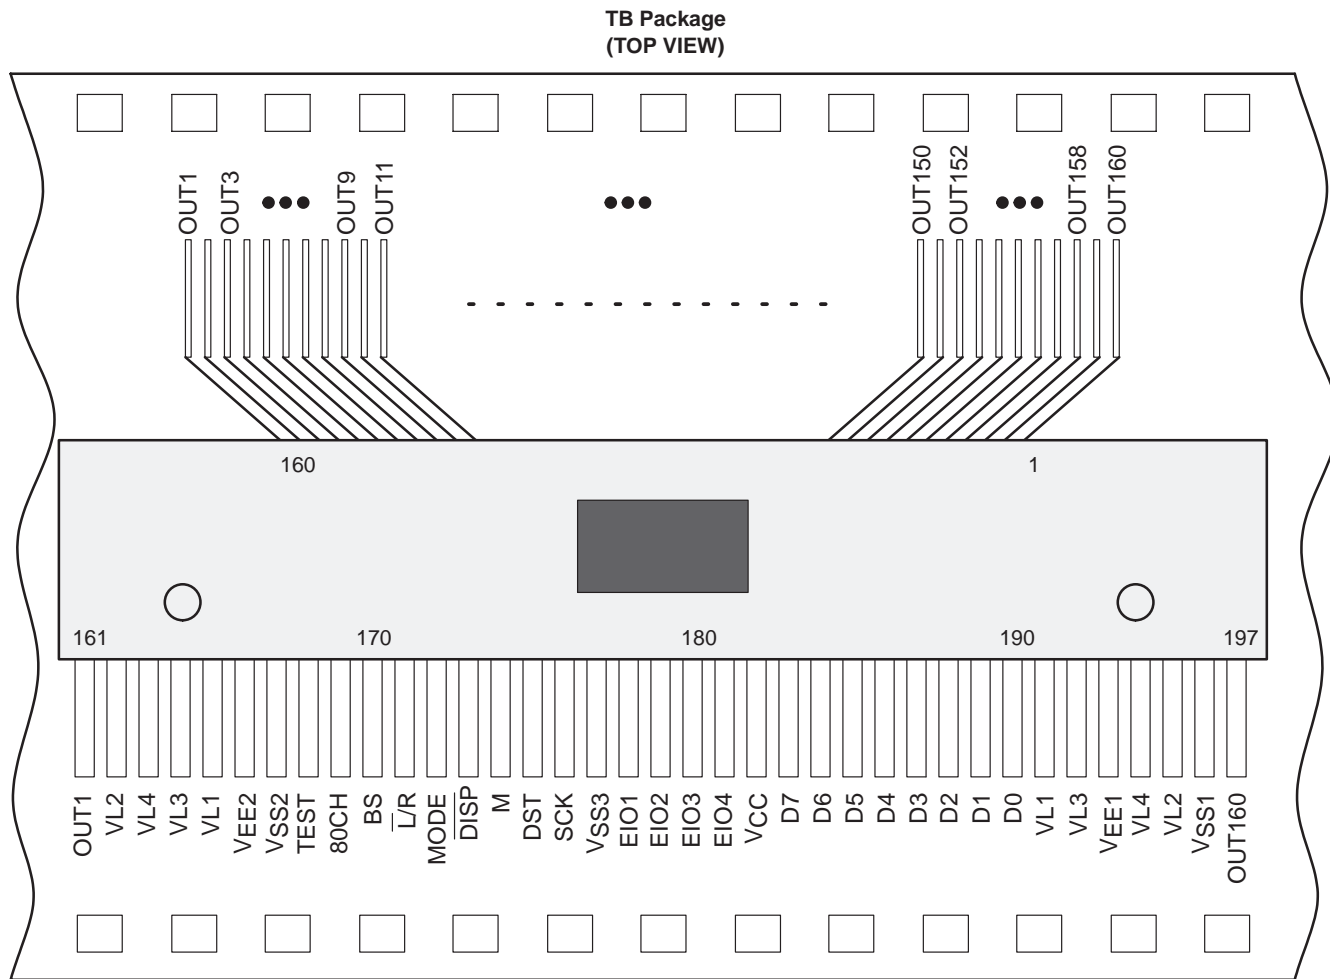 TB Package
(TOP VIEW)
OUT1
OUT3
OUT9
OUT11
OUT150
OUT152
OUT158
OUT160
160
1
161
170
180
190
197
OUT1
VL2
VL4
VL3
VL1
VEE2
VSS2
TEST
80CH
BS
L̅/R
MODE
D̅I̅S̅P̅
M
DST
SCK
VSS3
EIO1
EIO2
EIO3
EIO4
VCC
D7
D6
D5
D4
D3
D2
D1
D0
VL1
VL3
VEE1
VL4
VL2
VSS1
OUT160